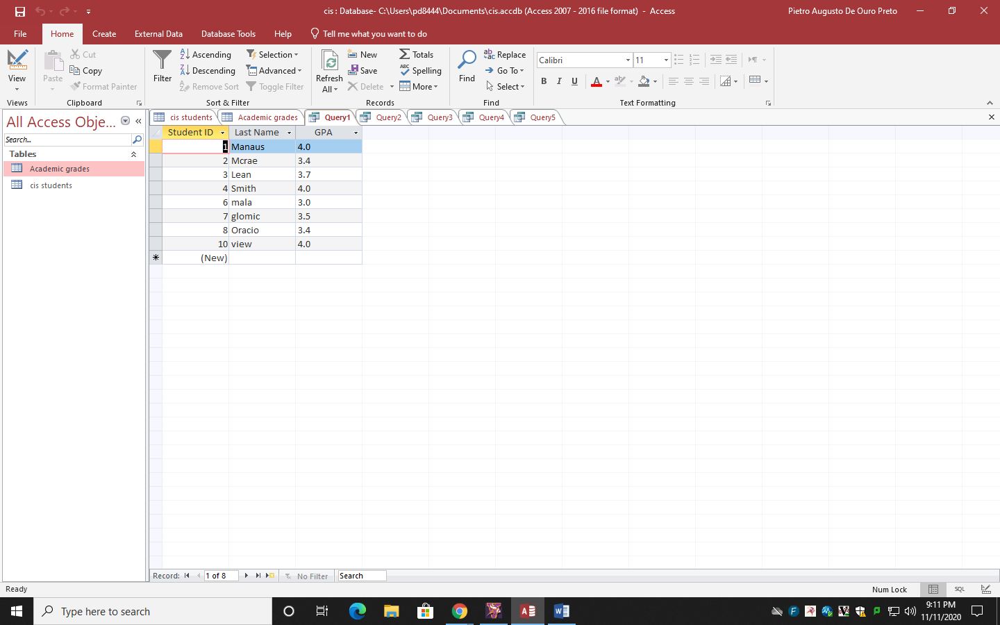 cis : Database- C:\Users\pd8444\Documents\cis.accdb (Access 2007 - 2016 file format) - Access
Pietro Augusto De Ouro Preto
File Home Create External Data Database Tools Help Tell me what you want to do
View
Views
Paste
Cut
Copy
Format Painter
Clipboard
Filter
Ascending
Descending
Remove Sort
Selection
Advanced
Toggle Filter
Sort & Filter
Refresh
All
New
Save
Delete
Totals
Spelling
More
Records
Find
Replace
Go To
Select
Find
Calibri 11
B I U A
Text Formatting
All Access Obje...
Search...
Tables
Academic grades
cis students
cis students Academic grades Query1 Query2 Query3 Query4 Query5
Student ID Last Name GPA
1 Manaus 4.0
2 Mcrae 3.4
3 Lean 3.7
4 Smith 4.0
6 mala 3.0
7 glomic 3.5
8 Oracio 3.4
10 view 4.0
(New)
Record: 1 of 8 No Filter Search
Ready
Num Lock
SQL
Type here to search
9:11 PM
11/11/2020